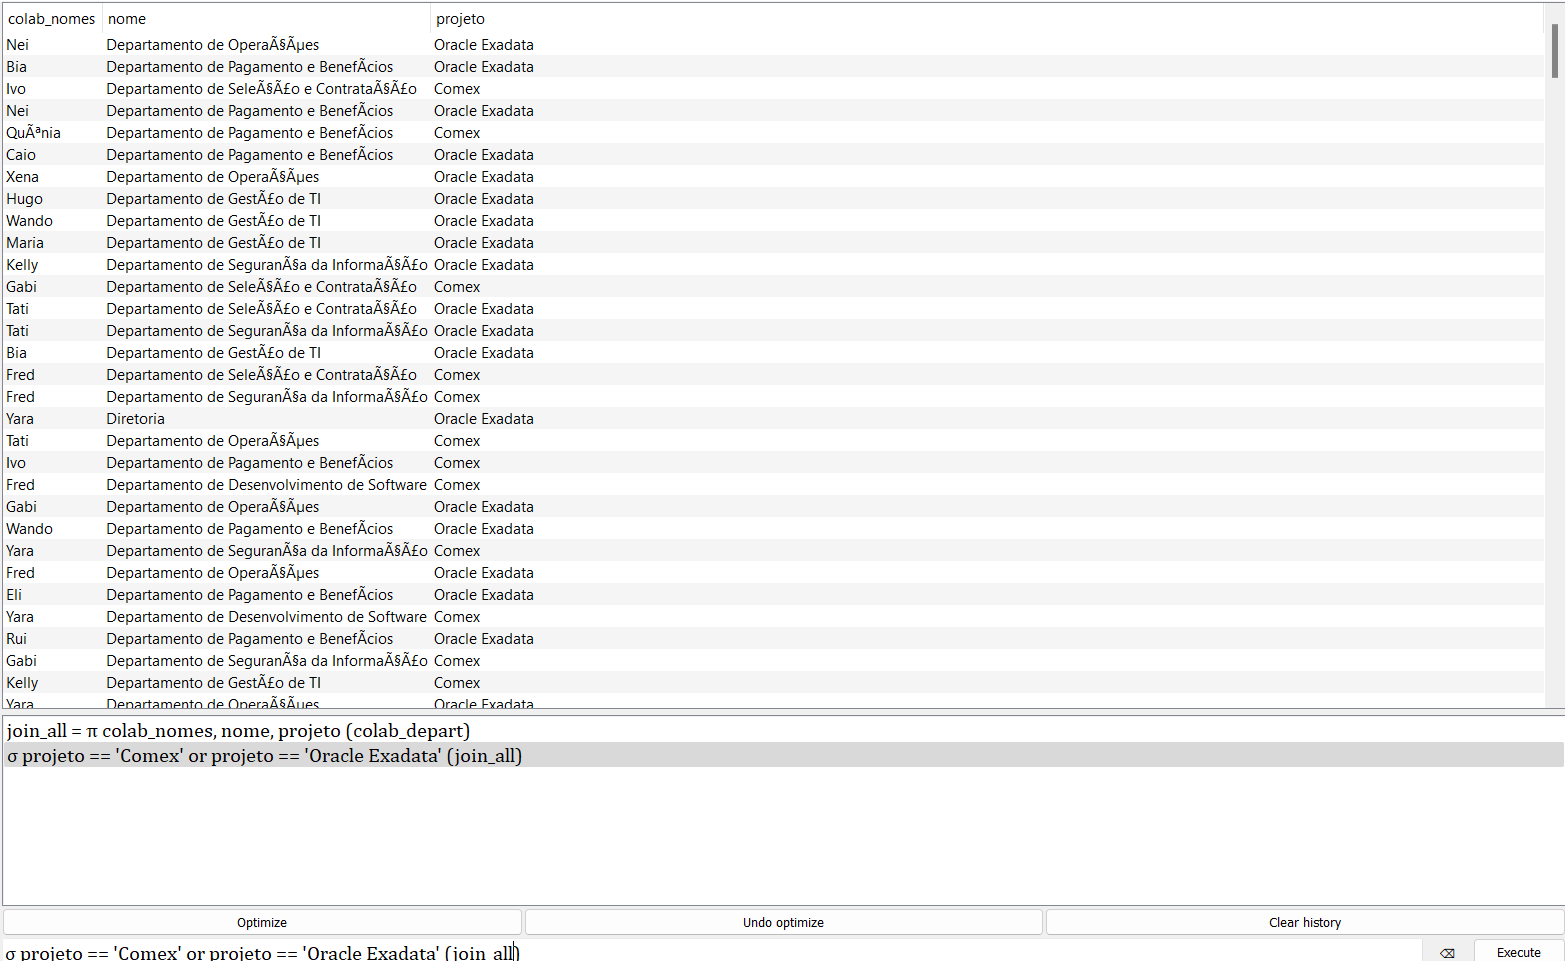 colab_nomes nome projeto
Nei Departamento de OperaÃ§Ãµes Oracle Exadata
Bia Departamento de Pagamento e BenefÃ­cios Oracle Exadata
Ivo Departamento de SeleÃ§Ã£o e ContrataÃ§Ã£o Comex
Nei Departamento de Pagamento e BenefÃ­cios Oracle Exadata
QuÃªnia Departamento de Pagamento e BenefÃ­cios Comex
Caio Departamento de Pagamento e BenefÃ­cios Oracle Exadata
Xena Departamento de OperaÃ§Ãµes Oracle Exadata
Hugo Departamento de GestÃ£o de TI Oracle Exadata
Wando Departamento de GestÃ£o de TI Oracle Exadata
Maria Departamento de GestÃ£o de TI Oracle Exadata
Kelly Departamento de SeguranÃ§a da InformaÃ§Ã£o Oracle Exadata
Gabi Departamento de SeleÃ§Ã£o e ContrataÃ§Ã£o Comex
Tati Departamento de SeleÃ§Ã£o e ContrataÃ§Ã£o Oracle Exadata
Tati Departamento de SeguranÃ§a da InformaÃ§Ã£o Oracle Exadata
Bia Departamento de GestÃ£o de TI Oracle Exadata
Fred Departamento de SeleÃ§Ã£o e ContrataÃ§Ã£o Comex
Fred Departamento de SeguranÃ§a da InformaÃ§Ã£o Comex
Yara Diretoria Oracle Exadata
Tati Departamento de OperaÃ§Ãµes Comex
Ivo Departamento de Pagamento e BenefÃ­cios Comex
Fred Departamento de Desenvolvimento de Software Comex
Gabi Departamento de OperaÃ§Ãµes Oracle Exadata
Wando Departamento de Pagamento e BenefÃ­cios Oracle Exadata
Yara Departamento de SeguranÃ§a da InformaÃ§Ã£o Comex
Fred Departamento de OperaÃ§Ãµes Oracle Exadata
Eli Departamento de Pagamento e BenefÃ­cios Oracle Exadata
Yara Departamento de Desenvolvimento de Software Comex
Rui Departamento de Pagamento e BenefÃ­cios Oracle Exadata
Gabi Departamento de SeguranÃ§a da InformaÃ§Ã£o Comex
Kelly Departamento de GestÃ£o de TI Comex
Yara Departamento de OperaÃ§Ãµes Oracle Exadata
join_all = π colab_nomes, nome, projeto (colab_depart)
σ projeto == 'Comex' or projeto == 'Oracle Exadata' (join_all)
Optimize Undo optimize Clear history
σ projeto == 'Comex' or projeto == 'Oracle Exadata' (join_all) Execute